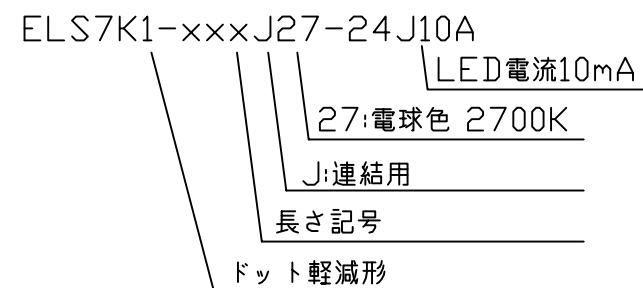 ELS7K1-xxxJ27-24J10A
LED電流10mA
27:電球色 2700K
J:連結用
長さ記号
ドット軽減形